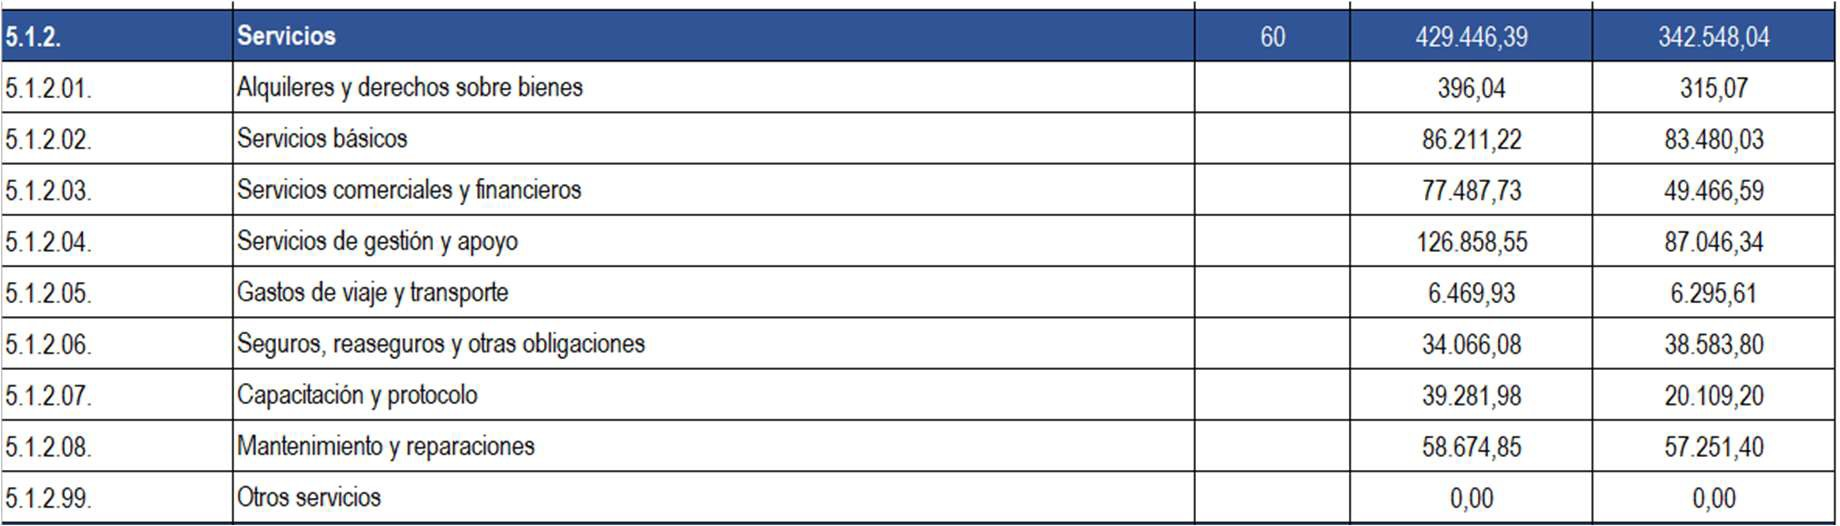 5.1.2. Servicios 60 429.446,39 342.548,04
5.1.2.01. Alquileres y derechos sobre bienes 396,04 315,07
5.1.2.02. Servicios básicos 86.211,22 83.480,03
5.1.2.03. Servicios comerciales y financieros 77.487,73 49.466,59
5.1.2.04. Servicios de gestión y apoyo 126.858,55 87.046,34
5.1.2.05. Gastos de viaje y transporte 6.469,93 6.295,61
5.1.2.06. Seguros, reaseguros y otras obligaciones 34.066,08 38.583,80
5.1.2.07. Capacitación y protocolo 39.281,98 20.109,20
5.1.2.08. Mantenimiento y reparaciones 58.674,85 57.251,40
5.1.2.99. Otros servicios 0,00 0,00